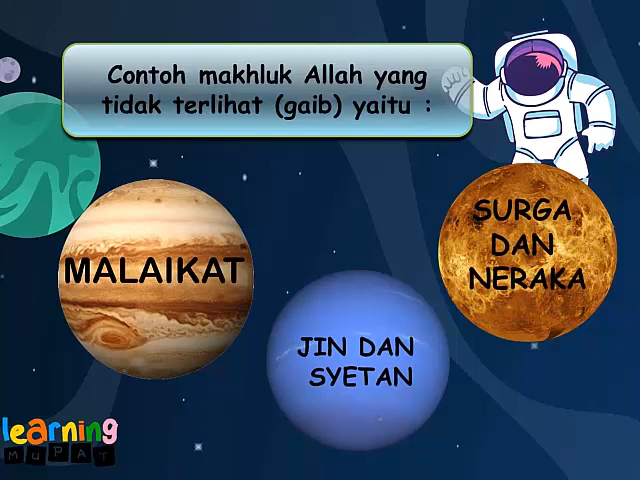 Contoh makhluk Allah yang
tidak terlihat (gaib) yaitu :
MALAIKAT
SURGA
DAN
NERAKA
JIN DAN
SYETAN
learning
MUPAT